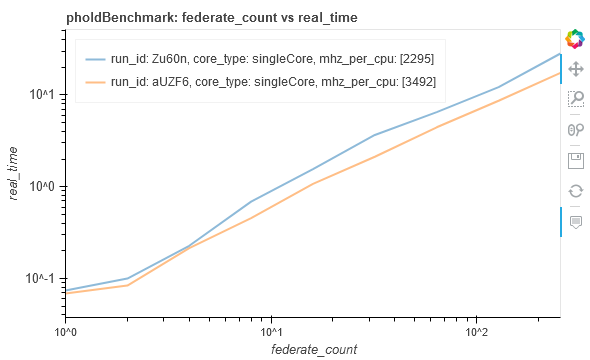 pholdBenchmark: federate_count vs real_time
run_id: Zu60n, core_type: singleCore, mhz_per_cpu: [2295]
run_id: aUZF6, core_type: singleCore, mhz_per_cpu: [3492]
real_time
10^1
10^0
10^-1
10^0
10^1
10^2
federate_count